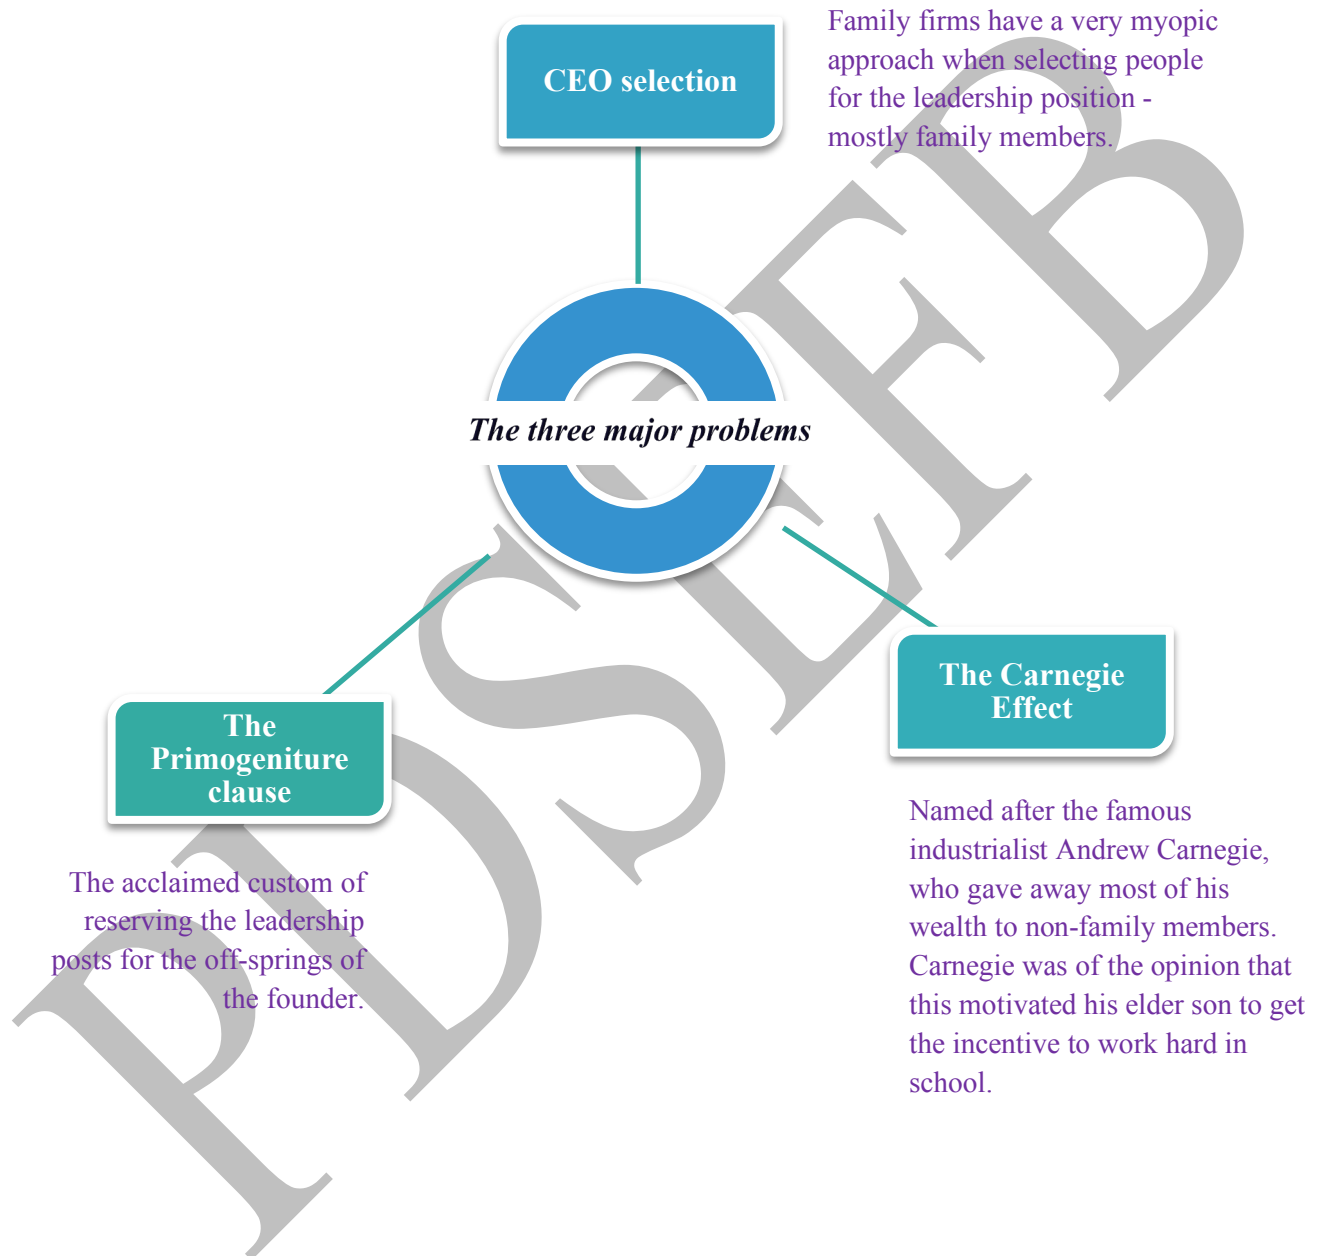 CEO selection
Family firms have a very myopic
approach when selecting people
for the leadership position -
mostly family members.
The three major problems
The Carnegie
Effect
Named after the famous
industrialist Andrew Carnegie,
who gave away most of his
wealth to non-family members.
Carnegie was of the opinion that
this motivated his elder son to get
the incentive to work hard in
school.
The
Primogeniture
clause
The acclaimed custom of
reserving the leadership
posts for the off-springs of
the founder.
PDSEFB